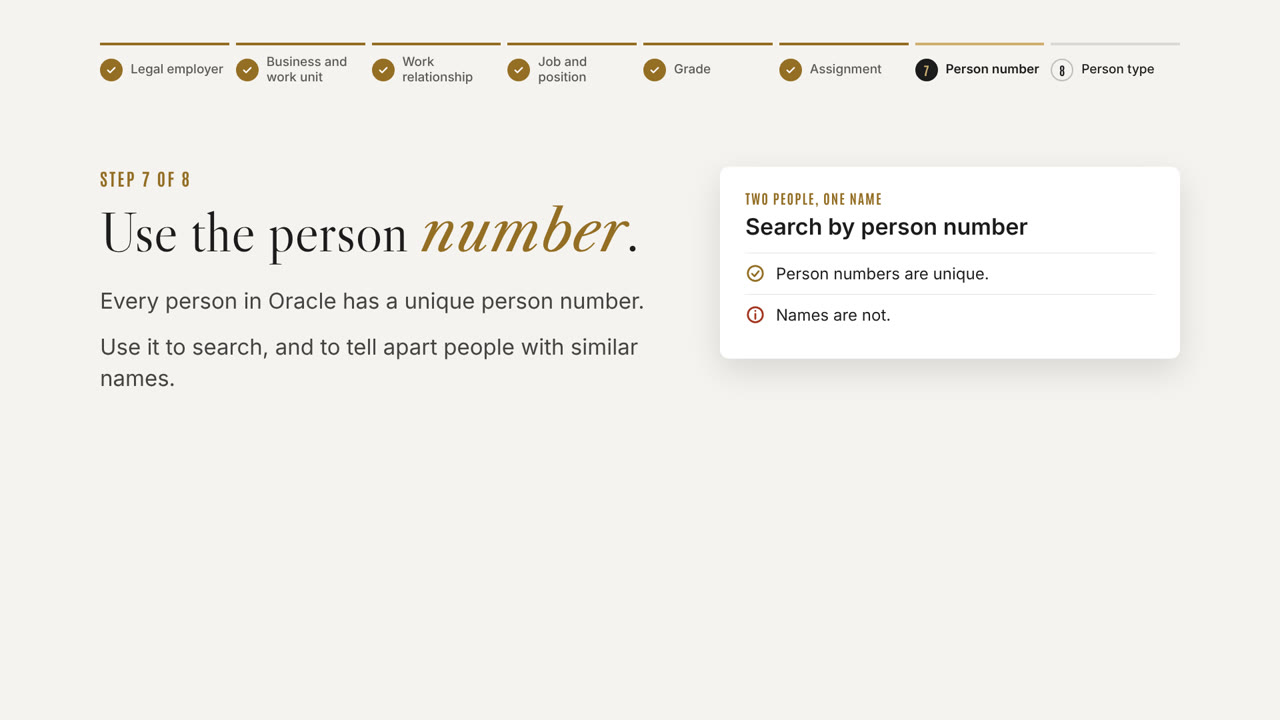 Legal employer
Business and
work unit
Work
relationship
Job and
position
Grade
Assignment
7 Person number
8 Person type
STEP 7 OF 8
Use the person number.
Every person in Oracle has a unique person number.
Use it to search, and to tell apart people with similar
names.
TWO PEOPLE, ONE NAME
Search by person number
Person numbers are unique.
Names are not.